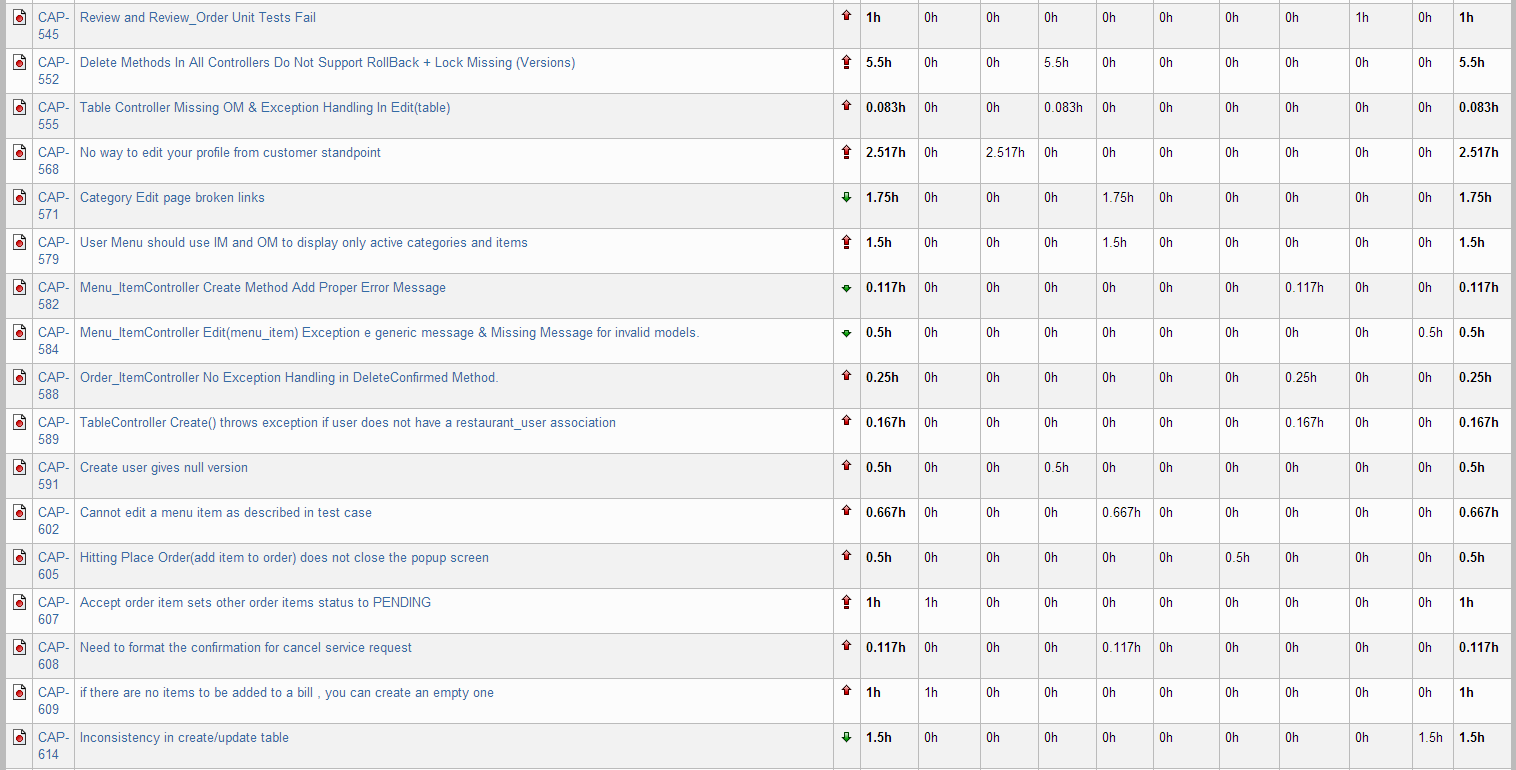 CAP- Review and Review_Order Unit Tests Fail 1h 0h 0h 0h 0h 0h 0h 0h 1h 0h 1h
545
CAP- Delete Methods In All Controllers Do Not Support RollBack + Lock Missing (Versions) 5.5h 0h 0h 5.5h 0h 0h 0h 0h 0h 0h 5.5h
552
CAP- Table Controller Missing OM & Exception Handling In Edit(table) 0.083h 0h 0h 0.083h 0h 0h 0h 0h 0h 0h 0.083h
555
CAP- No way to edit your profile from customer standpoint 2.517h 0h 2.517h 0h 0h 0h 0h 0h 0h 0h 2.517h
568
CAP- Category Edit page broken links 1.75h 0h 0h 0h 1.75h 0h 0h 0h 0h 0h 1.75h
571
CAP- User Menu should use IM and OM to display only active categories and items 1.5h 0h 0h 0h 1.5h 0h 0h 0h 0h 0h 1.5h
579
CAP- Menu_ItemController Create Method Add Proper Error Message 0.117h 0h 0h 0h 0h 0h 0h 0.117h 0h 0h 0.117h
582
CAP- Menu_ItemController Edit(menu_item) Exception e generic message & Missing Message for invalid models. 0.5h 0h 0h 0h 0h 0h 0h 0h 0h 0.5h 0.5h
584
CAP- Order_ItemController No Exception Handling in DeleteConfirmed Method. 0.25h 0h 0h 0h 0h 0h 0h 0.25h 0h 0h 0.25h
588
CAP- TableController Create() throws exception if user does not have a restaurant_user association 0.167h 0h 0h 0h 0h 0h 0h 0.167h 0h 0h 0.167h
589
CAP- Create user gives null version 0.5h 0h 0h 0.5h 0h 0h 0h 0h 0h 0h 0.5h
591
CAP- Cannot edit a menu item as described in test case 0.667h 0h 0h 0h 0.667h 0h 0h 0h 0h 0h 0.667h
602
CAP- Hitting Place Order(add item to order) does not close the popup screen 0.5h 0h 0h 0h 0h 0h 0.5h 0h 0h 0h 0.5h
605
CAP- Accept order item sets other order items status to PENDING 1h 1h 0h 0h 0h 0h 0h 0h 0h 0h 1h
607
CAP- Need to format the confirmation for cancel service request 0.117h 0h 0h 0h 0.117h 0h 0h 0h 0h 0h 0.117h
608
CAP- if there are no items to be added to a bill , you can create an empty one 1h 1h 0h 0h 0h 0h 0h 0h 0h 0h 1h
609
CAP- Inconsistency in create/update table 1.5h 0h 0h 0h 0h 0h 0h 0h 0h 1.5h 1.5h
614